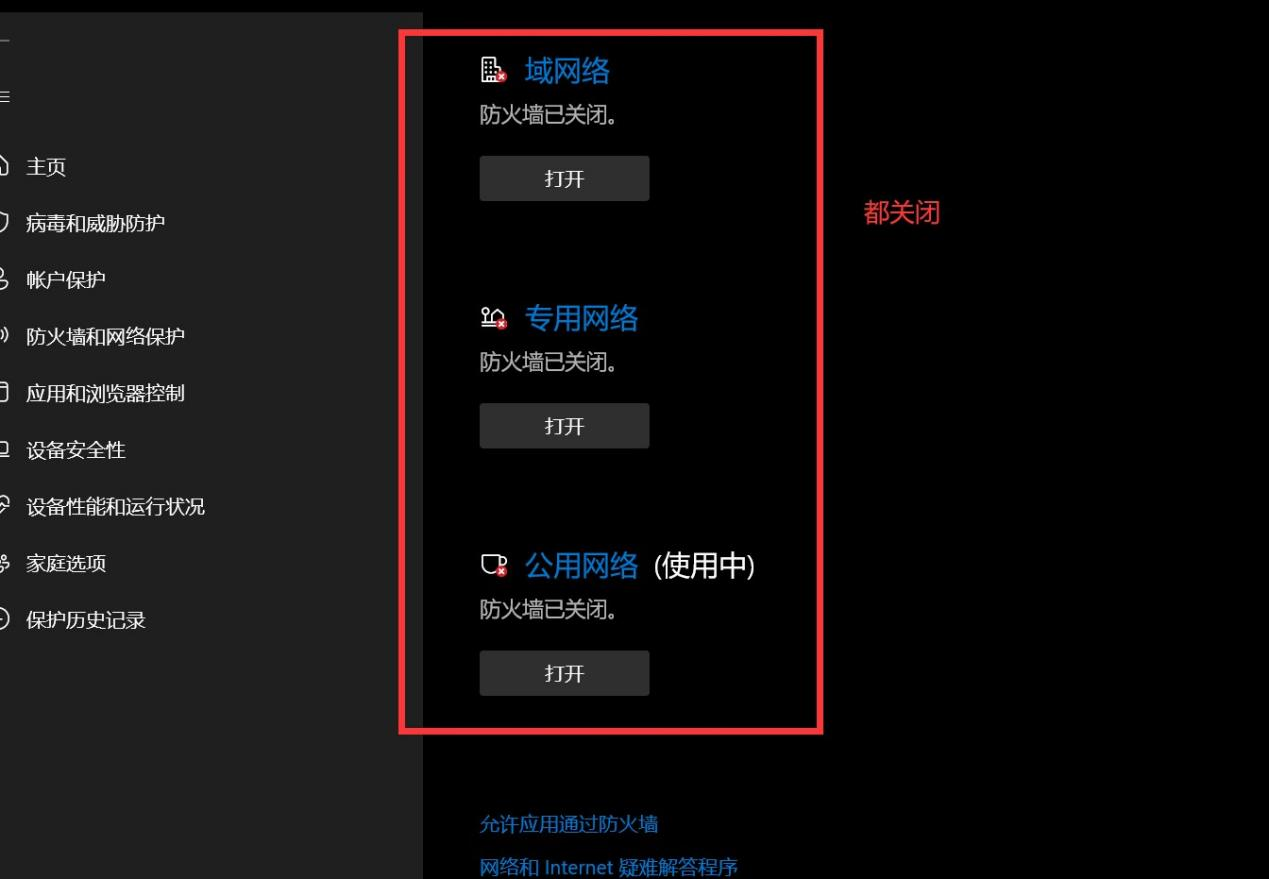 主页
病毒和威胁防护
帐户保护
防火墙和网络保护
应用和浏览器控制
设备安全性
设备性能和运行状况
家庭选项
保护历史记录
域网络
防火墙已关闭。
打开
专用网络
防火墙已关闭。
打开
公用网络 (使用中)
防火墙已关闭。
打开
允许应用通过防火墙
网络和 Internet 疑难解答程序
都关闭